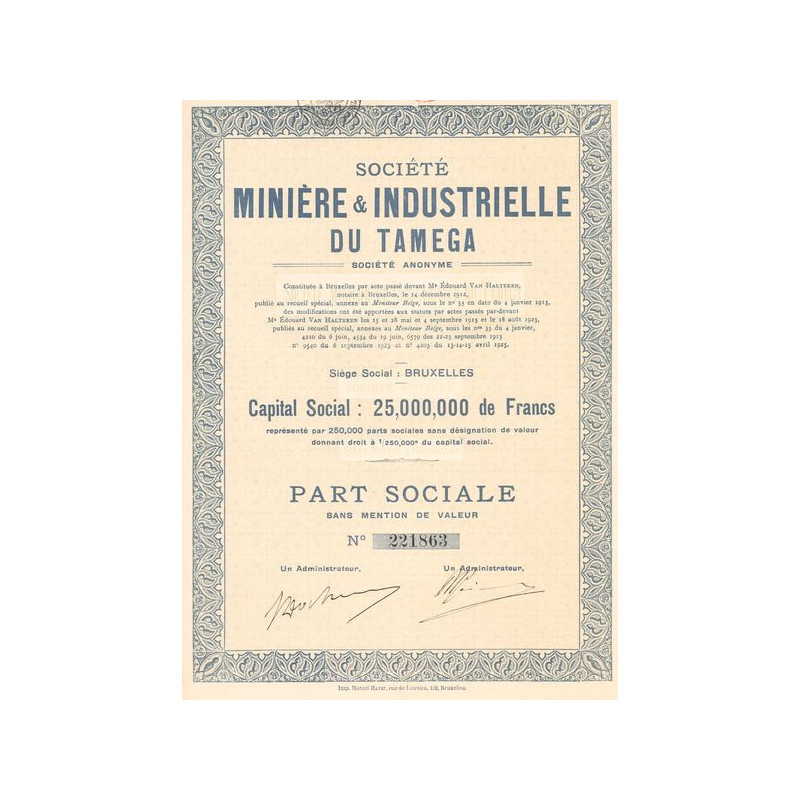 SOCIÉTÉ
MINIÈRE & INDUSTRIELLE
DU TAMEGA
SOCIÉTÉ ANONYME
Constituée à Bruxelles par acte passé devant Me Édouard VAN HALTEREN,
notaire à Bruxelles, le 14 décembre 1912,
publié au recueil spécial, annexe au Moniteur Belge, sous le no 35 en date du 4 janvier 1913,
des modifications ont été apportées aux statuts par actes passés par-devant
Me Édouard VAN HALTEREN les 15 et 28 mai et 4 septembre 1913 et le 18 août 1923,
publiés au recueil spécial, annexes au Moniteur Belge, sous les nos 33 du 4 janvier,
4210 du 6 juin, 4534 du 19 juin, 6579 des 22-23 septembre 1913
no 9540 du 6 septembre 1923 et no 4203 du 13-14-15 avril 1925.
Siège Social : BRUXELLES
Capital Social : 25,000,000 de Francs
représenté par 250,000 parts sociales sans désignation de valeur
donnant droit à 1/250,000e du capital social.
PART SOCIALE
SANS MENTION DE VALEUR
No 221863
Un Administrateur, Un Administrateur,
Imp. Marcel Havez, rue de Louvain, 112, Bruxelles.